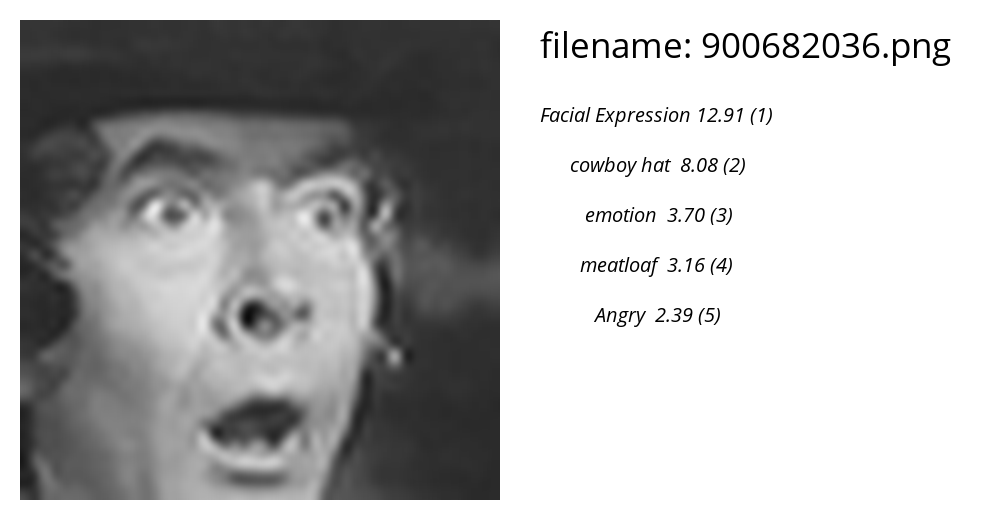 filename: 900682036.png
Facial Expression 12.91 (1)
cowboy hat 8.08 (2)
emotion 3.70 (3)
meatloaf 3.16 (4)
Angry 2.39 (5)